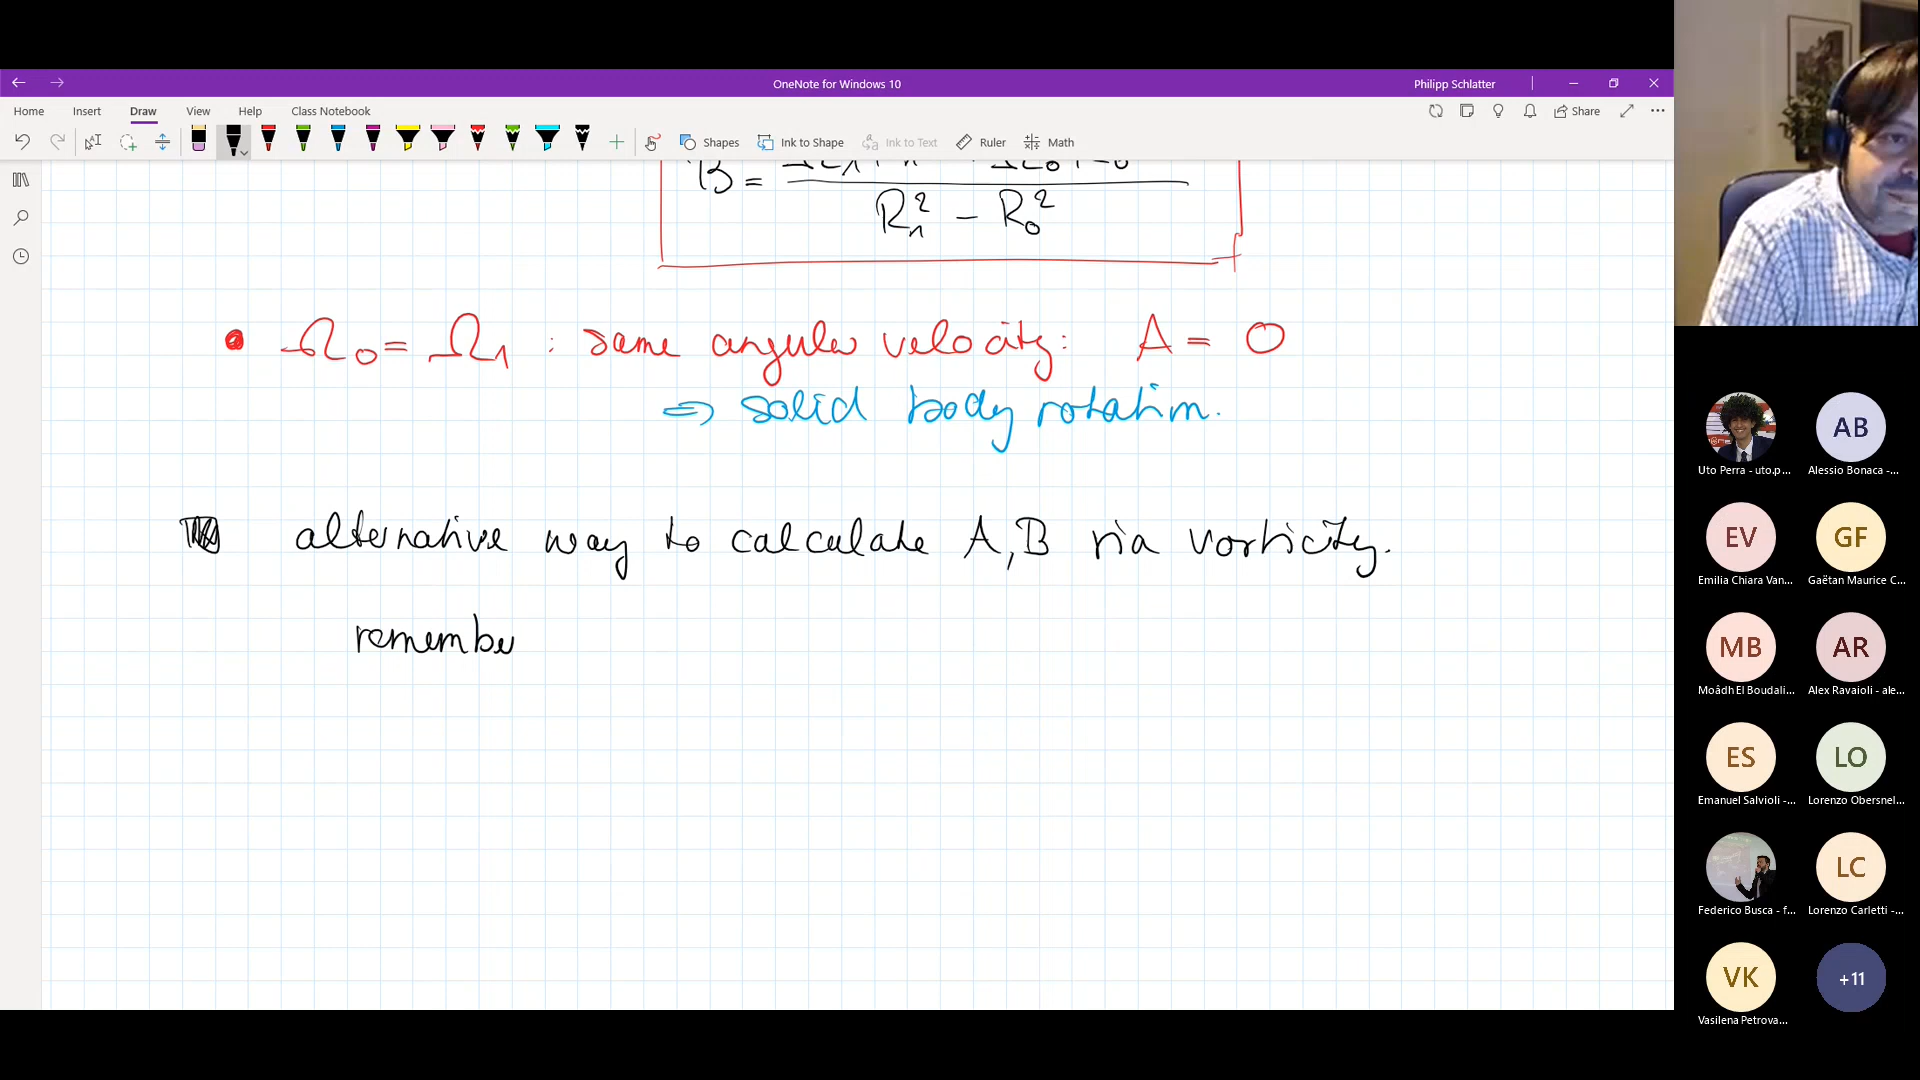 OneNote for Windows 10
Philipp Schlatter
Home Insert Draw View Help Class Notebook
Share
Shapes Ink to Shape Ink to Text Ruler Math
B =
R₁² - R₀²
Ω₀ = Ω₁ : same angular velocity: A = 0
⇒ solid body rotation.
alternative way to calculate A, B via vorticity.
remember
Uto Perra - uto.p...
AB
Alessio Bonaca -...
EV
Emilia Chiara Van...
GF
Gaëtan Maurice C...
MB
Moâdh El Boudali...
AR
Alex Ravaioli - ale...
ES
Emanuel Salvioli -...
LO
Lorenzo Obersnel...
Federico Busca - f...
LC
Lorenzo Carletti -...
VK
Vasilena Petrova...
+11